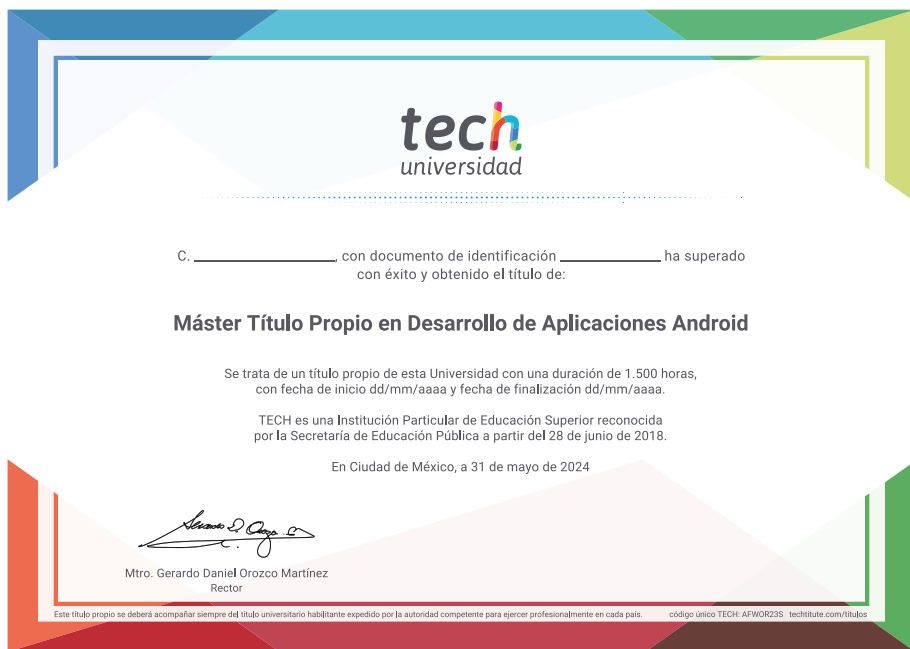 tech
universidad
C. ________________, con documento de identificación ____________ ha superado
con éxito y obtenido el título de:
Máster Título Propio en Desarrollo de Aplicaciones Android
Se trata de un título propio de esta Universidad con una duración de 1.500 horas,
con fecha de inicio dd/mm/aaaa y fecha de finalización dd/mm/aaaa.
TECH es una Institución Particular de Educación Superior reconocida
por la Secretaría de Educación Pública a partir del 28 de junio de 2018.
En Ciudad de México, a 31 de mayo de 2024
Mtro. Gerardo Daniel Orozco Martínez
Rector
Este título propio se deberá acompañar siempre del título universitario habilitante expedido por la autoridad competente para ejercer profesionalmente en cada país. código único TECH: AFWOR23S techtitute.com/titulos